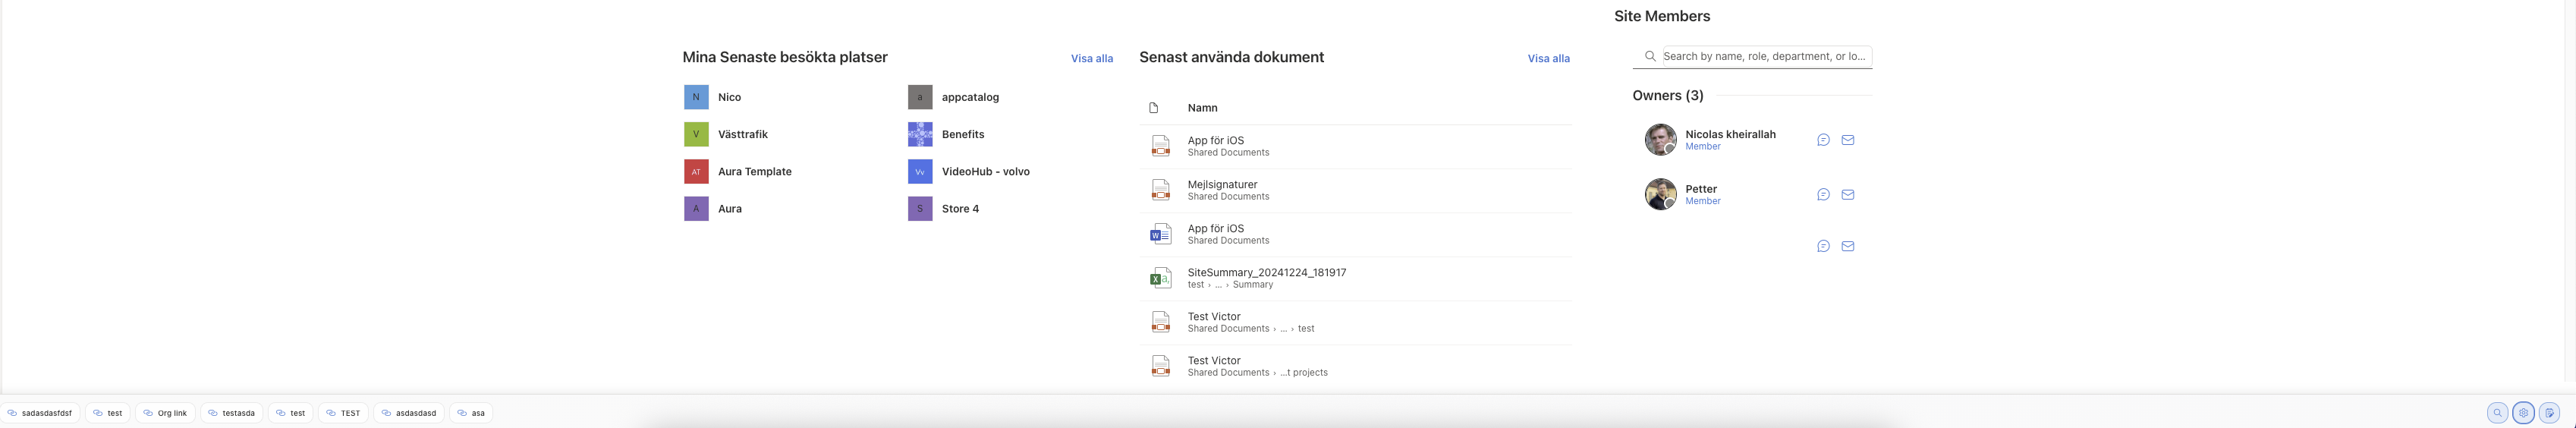 Site Members
Mina Senaste besökta platser
Visa alla
Senast använda dokument
Visa alla
Search by name, role, department, or lo...
N Nico
a appcatalog
V Västtrafik
Benefits
AT Aura Template
Vv VideoHub - volvo
A Aura
S Store 4
Namn
App för iOS
Shared Documents
Mejlsignaturer
Shared Documents
App för iOS
Shared Documents
SiteSummary_20241224_181917
test › ... › Summary
Test Victor
Shared Documents › ... › test
Test Victor
Shared Documents › ...t projects
Owners (3)
Nicolas kheirallah
Member
Petter
Member
sadasdasfdsf
test
Org link
testasda
test
TEST
asdasdasd
asa